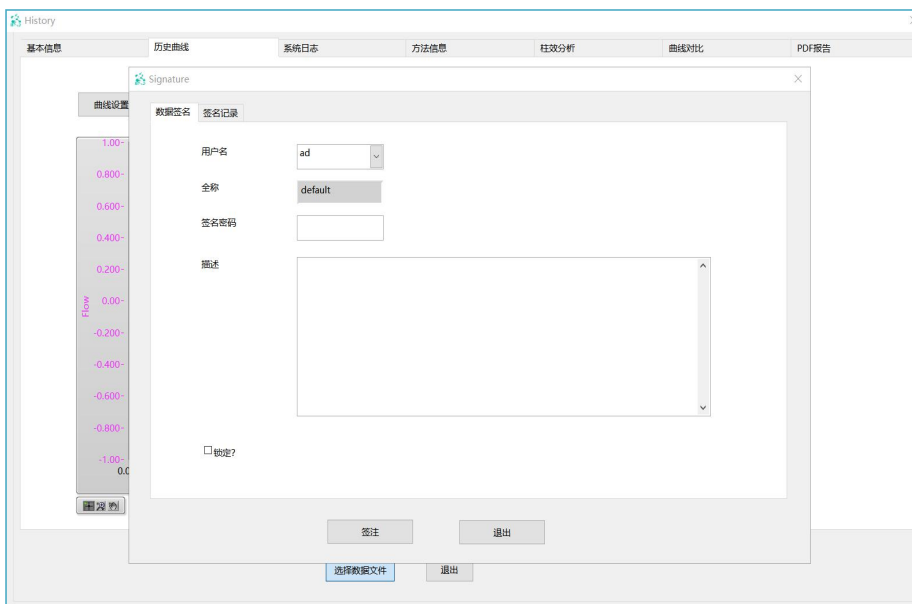 History
基本信息 历史曲线 系统日志 方法信息 柱效分析 曲线对比 PDF报告
Signature
曲线设置
数据签名 签名记录
用户名 ad
全称 default
签名密码
描述
锁定?
签注 退出
1.00
0.800
0.600
0.400
0.200
0.00
-0.200
-0.400
-0.600
-0.800
-1.00
Flow
0.0
选择数据文件 退出